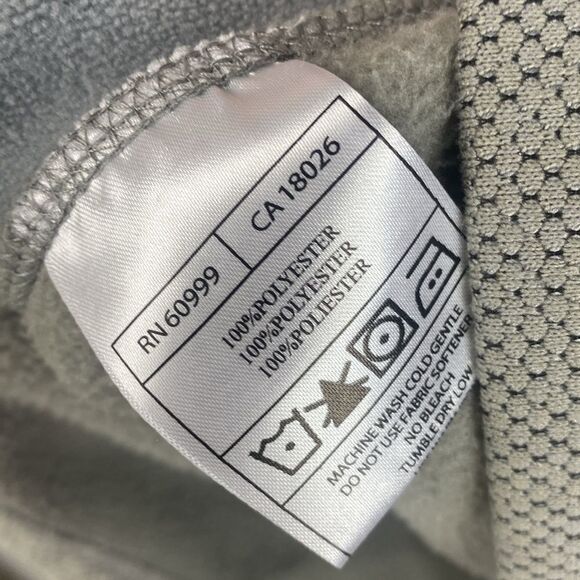 RN 60999
CA 18026
100%POLYESTER
100%POLYESTER
100%POLIESTER
MACHINE WASH COLD GENTLE
DO NOT USE FABRIC SOFTENER
NO BLEACH
TUMBLE DRY LOW